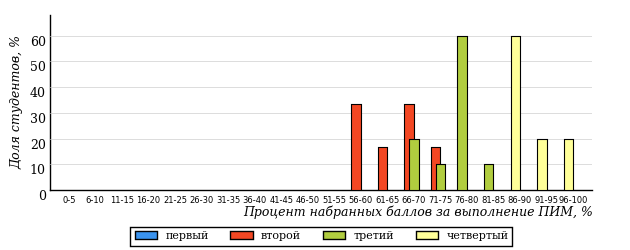 Доля студентов, %
60
50
40
30
20
10
0
0-5 6-10 11-15 16-20 21-25 26-30 31-35 36-40 41-45 46-50 51-55 56-60 61-65 66-70 71-75 76-80 81-85 86-90 91-95 96-100
Процент набранных баллов за выполнение ПИМ, %
первый второй третий четвертый